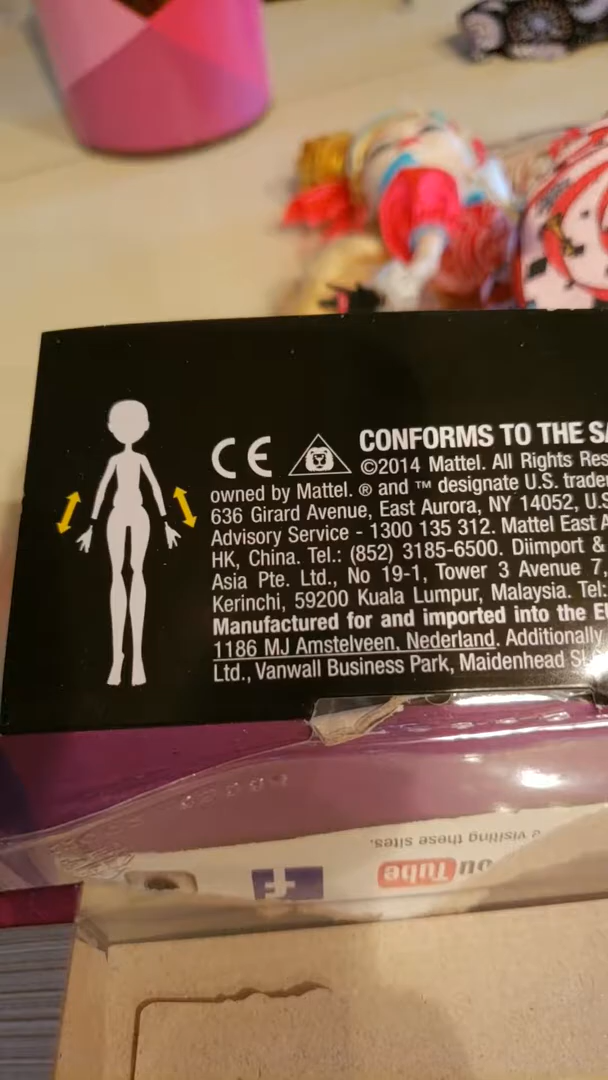 CE CONFORMS TO THE SA
©2014 Mattel. All Rights Res
owned by Mattel. ® and ™ designate U.S. trade
636 Girard Avenue, East Aurora, NY 14052, U.S
Advisory Service - 1300 135 312. Mattel East A
HK, China. Tel.: (852) 3185-6500. Diimport &
Asia Pte. Ltd., No 19-1, Tower 3 Avenue 7,
Kerinchi, 59200 Kuala Lumpur, Malaysia. Tel:
Manufactured for and imported into the E
1186 MJ Amstelveen, Nederland. Additionally
Ltd., Vanwall Business Park, Maidenhead SL
visiting these sites.
ou Tube
f